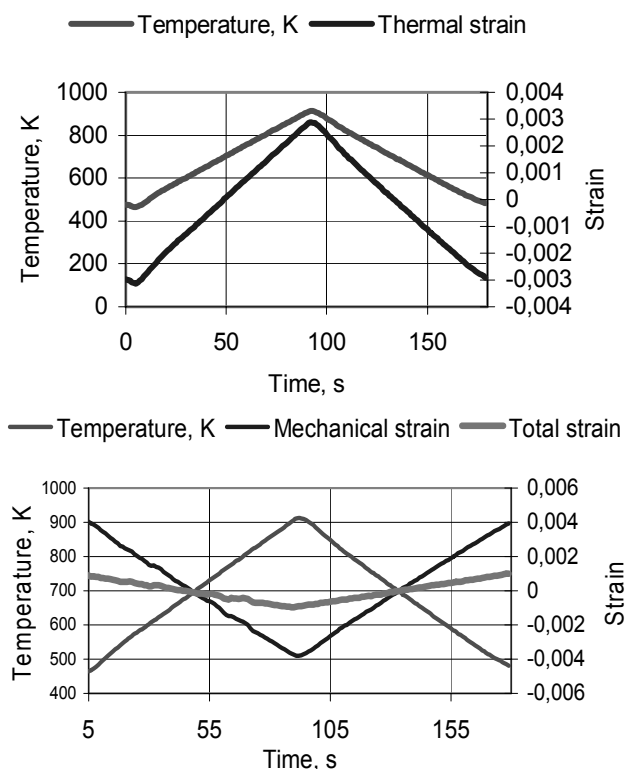 Temperature, K Thermal strain
1000 0,004
800 0,003
0,002
600 0,001
0
400 -0,001
200 -0,002
-0,003
0 -0,004
0 50 100 150
Temperature, K
Strain
Time, s
Temperature, K Mechanical strain Total strain
1000 0,006
900 0,004
800 0,002
700 0
600 -0,002
500 -0,004
400 -0,006
5 55 105 155
Temperature, K
Strain
Time, s